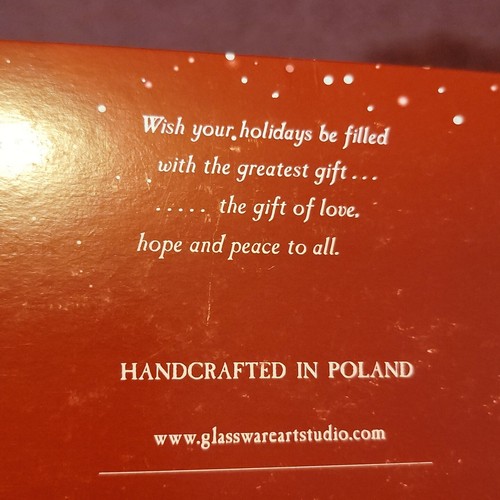 Wish your holidays be filled
with the greatest gift...
..... the gift of love.
hope and peace to all.
HANDCRAFTED IN POLAND
www.glasswareartstudio.com